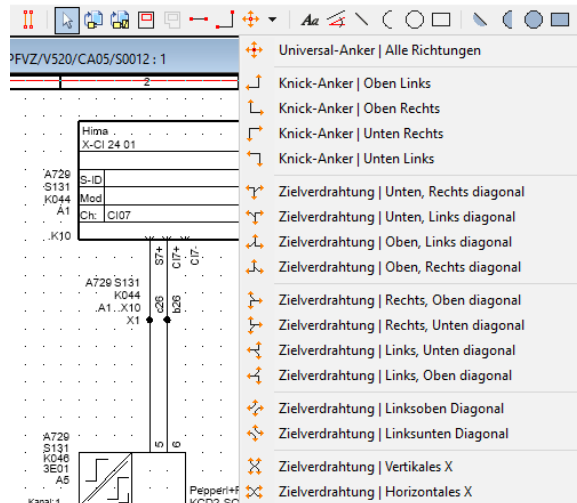 Aa
PFVZ/V520/CA05/S0012 : 1
2
Hima
X-CI 24 01
A729
S131
K044
A1
S-ID
Mod
Ch:
CI07
.K10
S7+
CI7+
CI7-
A729 S131
K044
.A1..X10
X1
c26
b26
A729
S131
K046
3E01
A5
5
6
Kanal: 1
Pepperl+F
Universal-Anker | Alle Richtungen
Knick-Anker | Oben Links
Knick-Anker | Oben Rechts
Knick-Anker | Unten Rechts
Knick-Anker | Unten Links
Zielverdrahtung | Unten, Rechts diagonal
Zielverdrahtung | Unten, Links diagonal
Zielverdrahtung | Oben, Links diagonal
Zielverdrahtung | Oben, Rechts diagonal
Zielverdrahtung | Rechts, Oben diagonal
Zielverdrahtung | Rechts, Unten diagonal
Zielverdrahtung | Links, Unten diagonal
Zielverdrahtung | Links, Oben diagonal
Zielverdrahtung | Linksoben Diagonal
Zielverdrahtung | Linksunten Diagonal
Zielverdrahtung | Vertikales X
Zielverdrahtung | Horizontales X